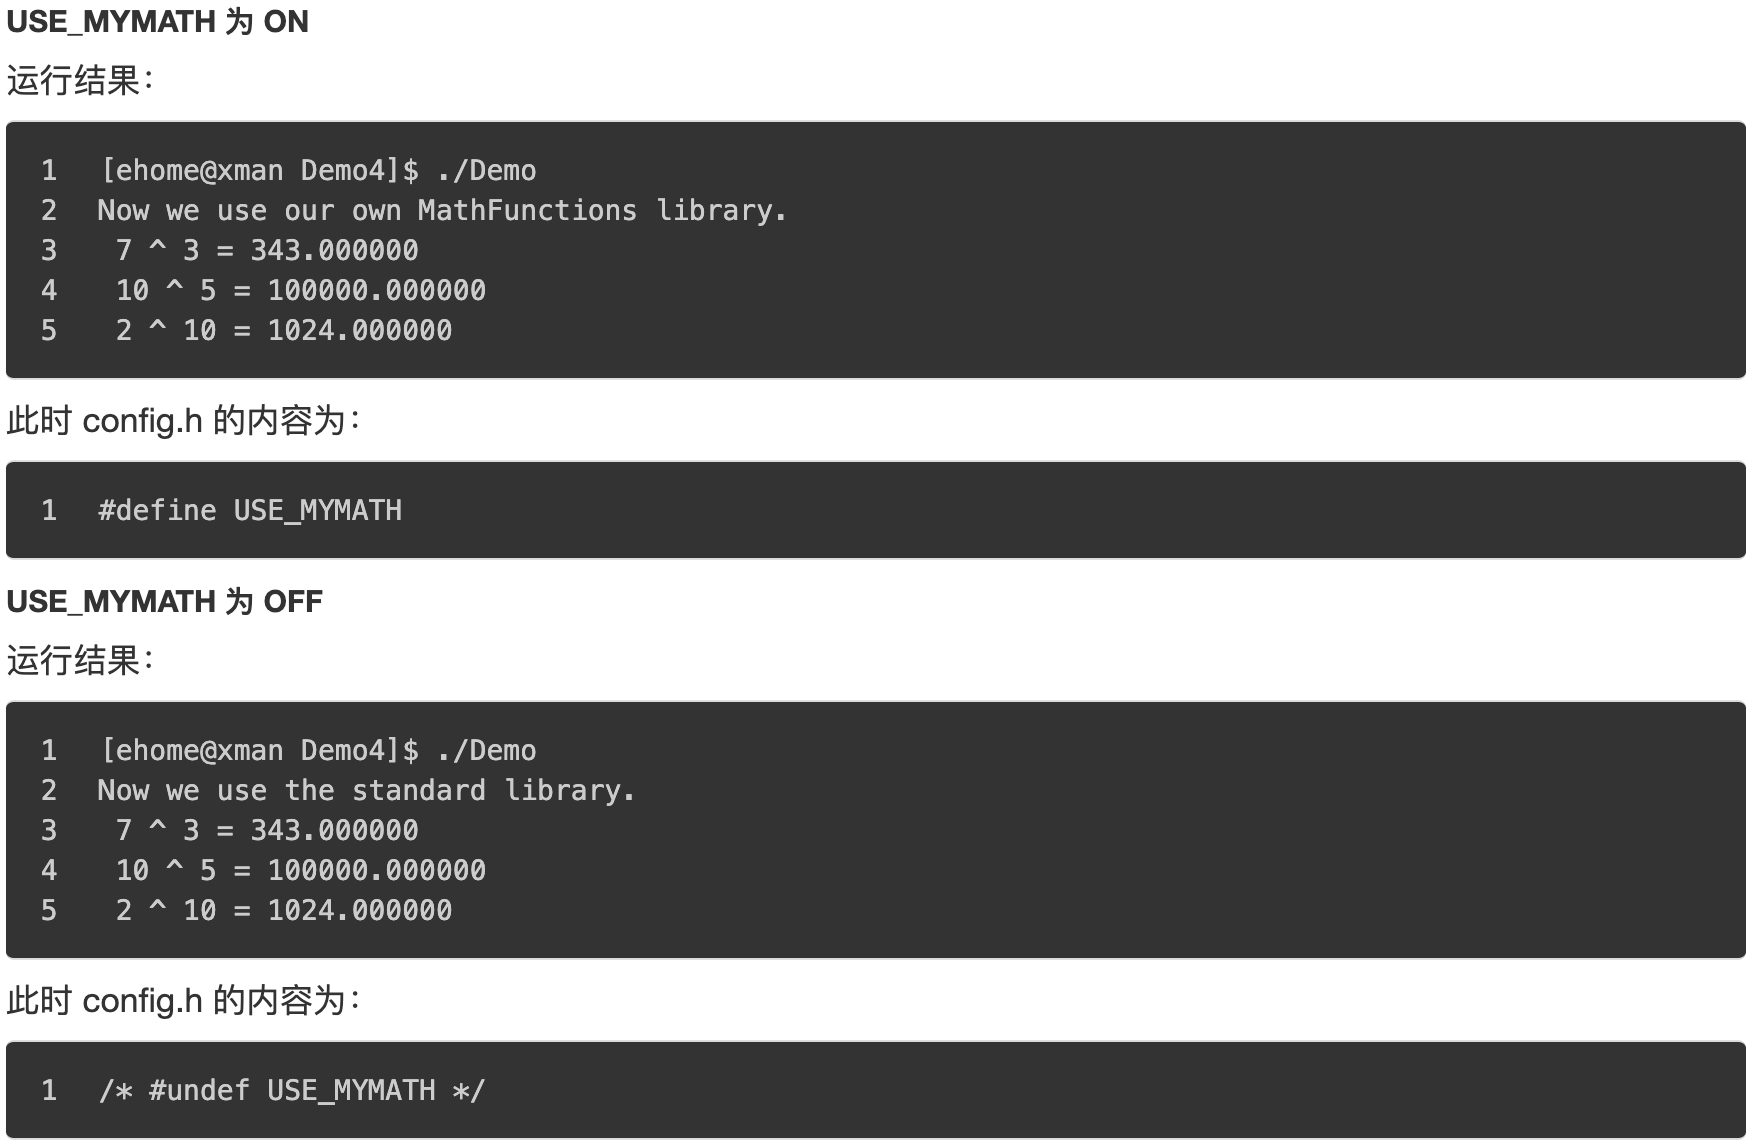 USE_MYMATH 为 ON
运行结果：
1 [ehome@xman Demo4]$ ./Demo
2 Now we use our own MathFunctions library.
3  7 ^ 3 = 343.000000
4  10 ^ 5 = 100000.000000
5  2 ^ 10 = 1024.000000
此时 config.h 的内容为：
1 #define USE_MYMATH
USE_MYMATH 为 OFF
运行结果：
1 [ehome@xman Demo4]$ ./Demo
2 Now we use the standard library.
3  7 ^ 3 = 343.000000
4  10 ^ 5 = 100000.000000
5  2 ^ 10 = 1024.000000
此时 config.h 的内容为：
1 /* #undef USE_MYMATH */